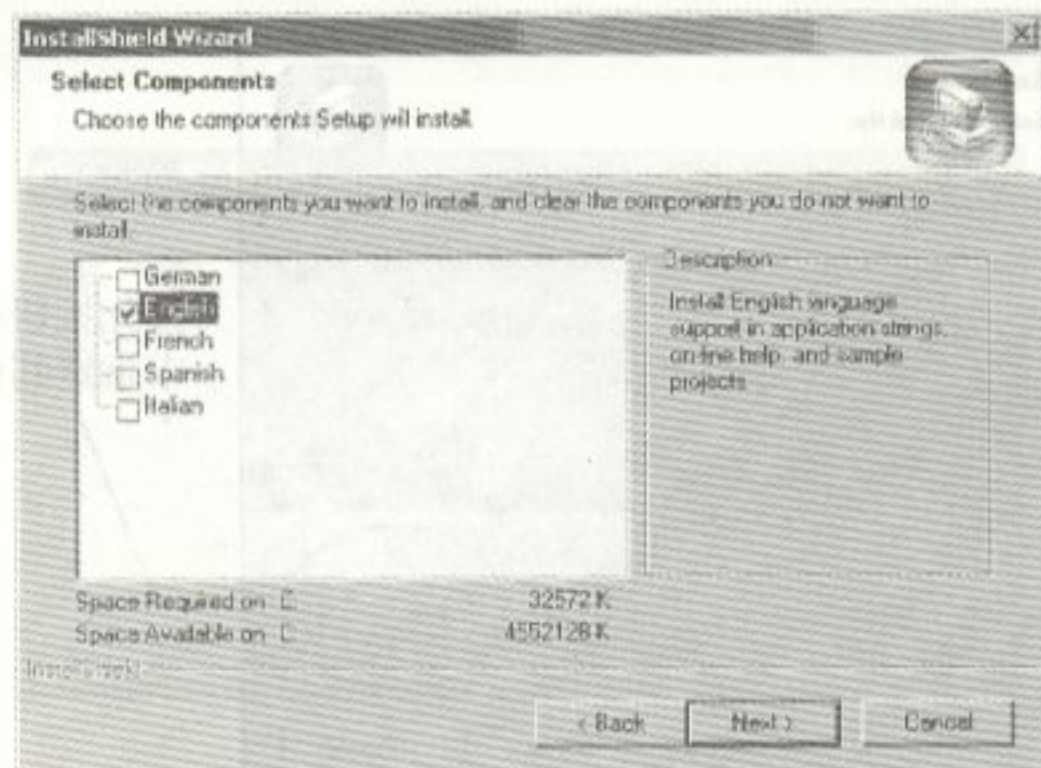 InstallShield Wizard
Select Components
Choose the components Setup will install.
Select the components you want to install, and clear the components you do not want to
install.
German
English
French
Spanish
Italian
Description
Install English language
support in application strings,
on-line help, and sample
projects
Space Required on C:
32572 K
Space Available on C:
4552128 K
InstallShield
< Back
Next >
Cancel